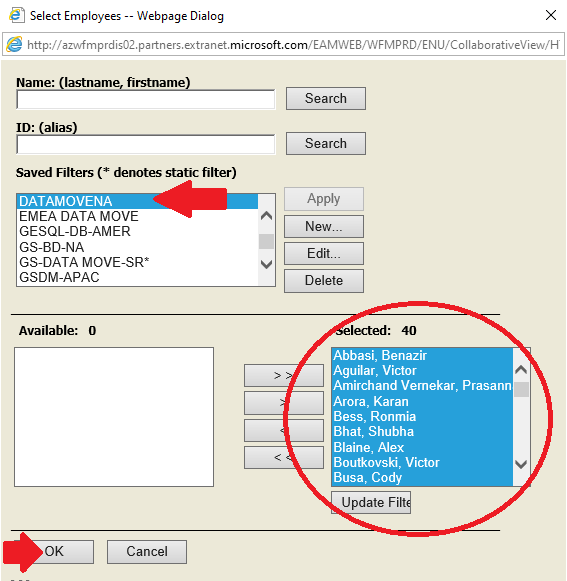 Select Employees -- Webpage Dialog
http://azwfmprdis02.partners.extranet.microsoft.com/EAMWEB/WFMPRD/ENU/CollaborativeView/H
Name: (lastname, firstname)
Search
ID: (alias)
Search
Saved Filters (* denotes static filter)
DATAMOVENA
EMEA DATA MOVE
GESQL-DB-AMER
GS-BD-NA
GS-DATA MOVE-SR*
GSDM-APAC
Apply
New...
Edit...
Delete
Available: 0
Selected: 40
> >
>
<
< <
Abbasi, Benazir
Aguilar, Victor
Amirchand Vernekar, Prasann
Arora, Karan
Bess, Ronmia
Bhat, Shubha
Blaine, Alex
Boutkovski, Victor
Busa, Cody
Update Filte
OK
Cancel